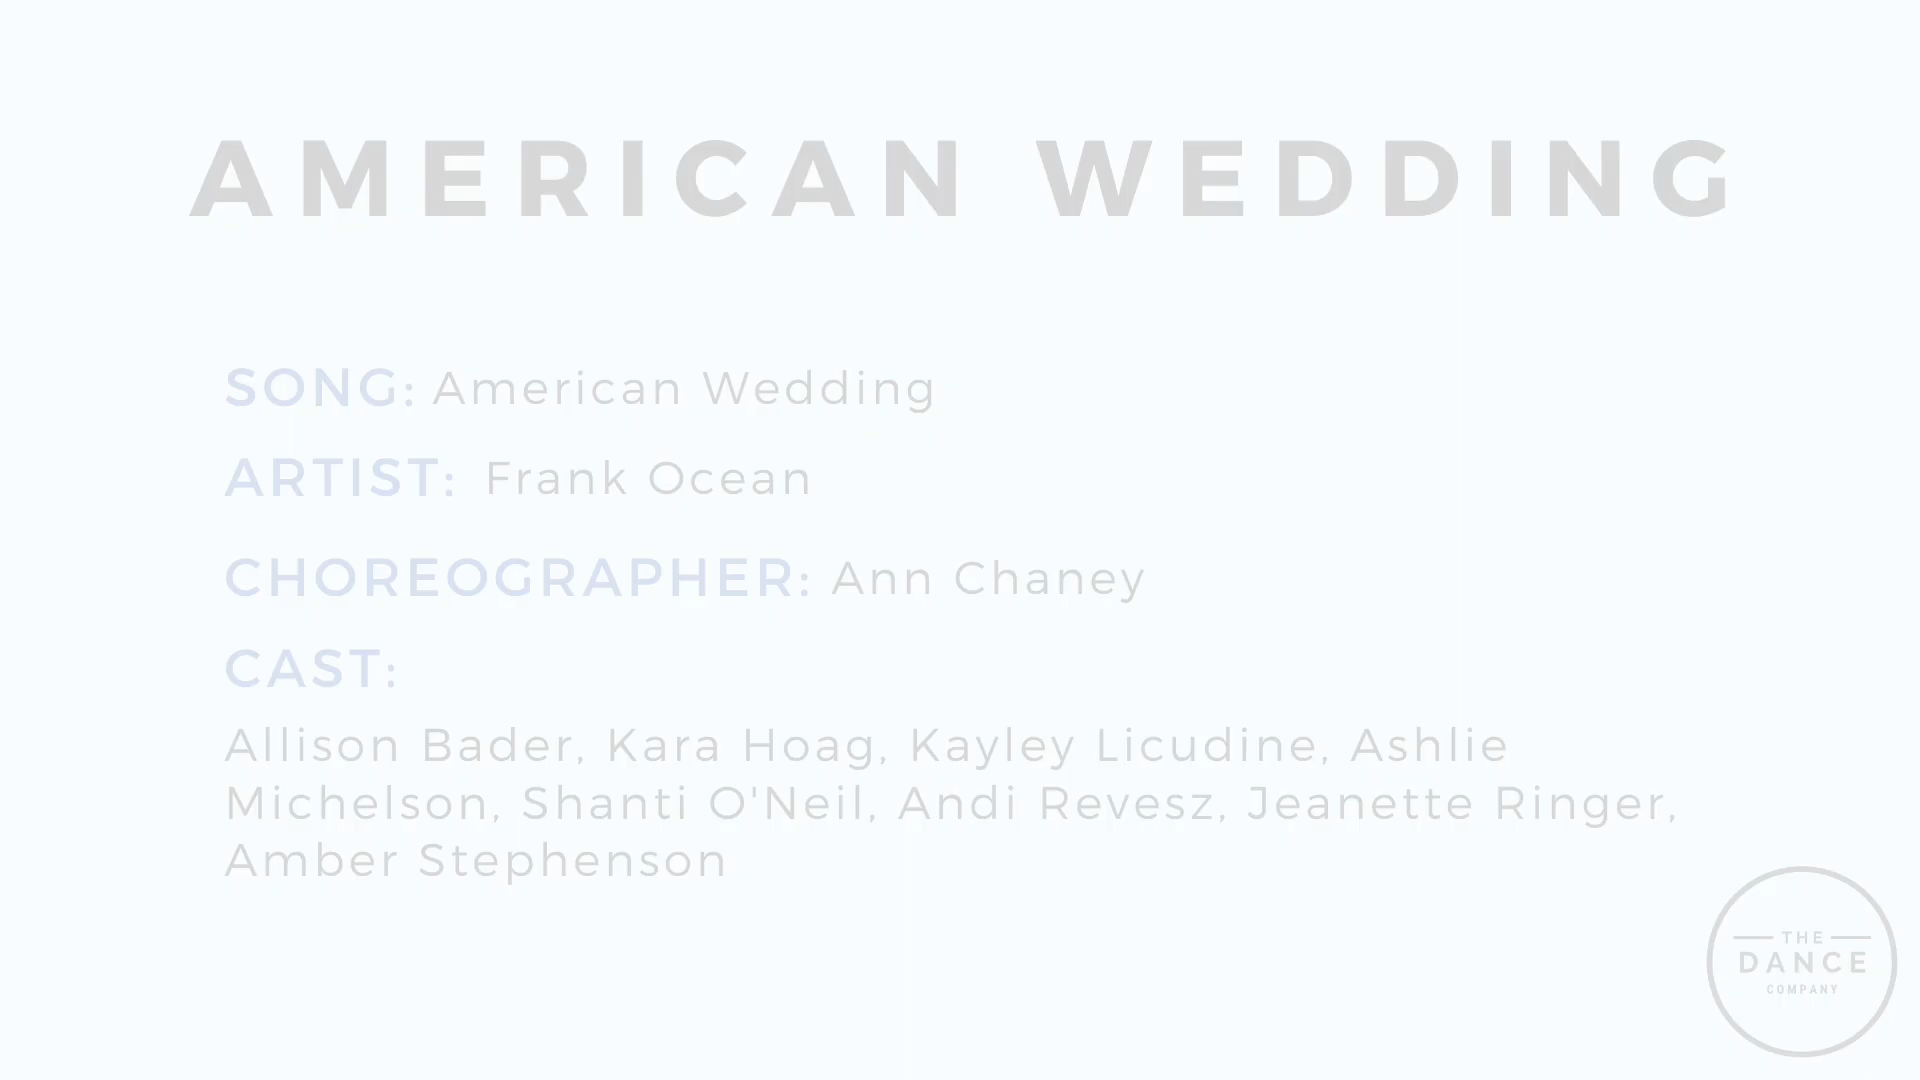 AMERICAN WEDDING
SONG: American Wedding
ARTIST: Frank Ocean
CHOREOGRAPHER: Ann Chaney
CAST:
Allison Bader, Kara Hoag, Kayley Licudine, Ashlie
Michelson, Shanti O'Neil, Andi Revesz, Jeanette Ringer,
Amber Stephenson
THE
DANCE
COMPANY